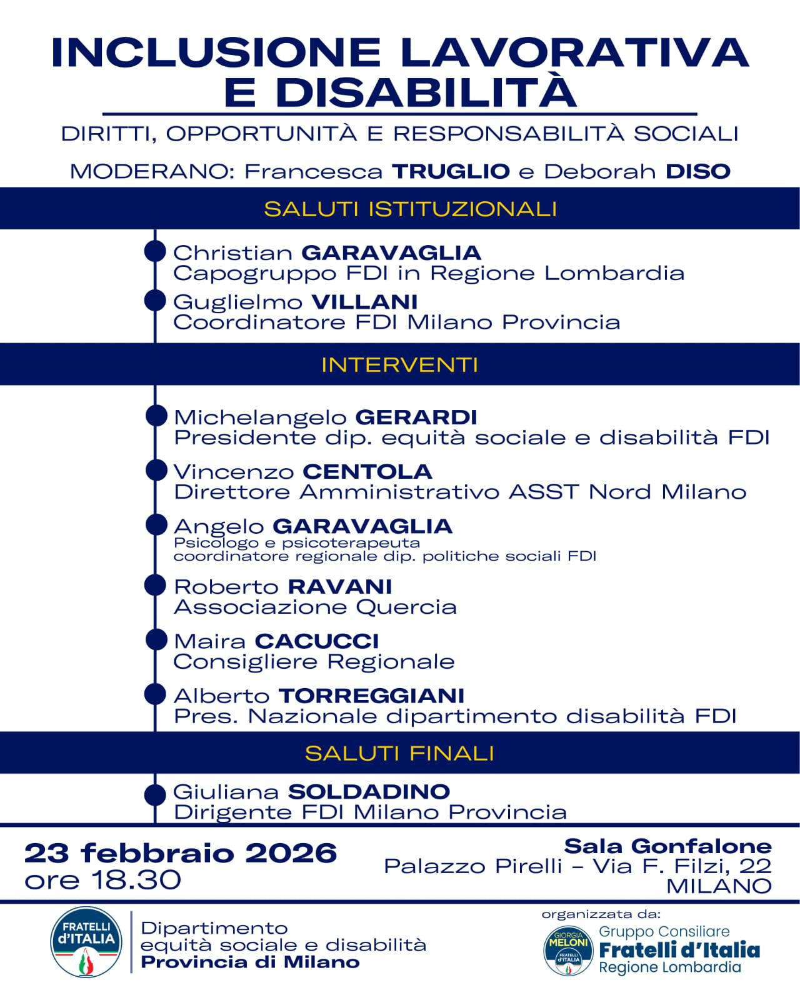 INCLUSIONE LAVORATIVA
E DISABILITÀ
DIRITTI, OPPORTUNITÀ E RESPONSABILITÀ SOCIALI
MODERANO: Francesca TRUGLIO e Deborah DISO
SALUTI ISTITUZIONALI
Christian GARAVAGLIA
Capogruppo FDI in Regione Lombardia
Guglielmo VILLANI
Coordinatore FDI Milano Provincia
INTERVENTI
Michelangelo GERARDI
Presidente dip. equità sociale e disabilità FDI
Vincenzo CENTOLA
Direttore Amministrativo ASST Nord Milano
Angelo GARAVAGLIA
Psicologo e psicoterapeuta
coordinatore regionale dip. politiche sociali FDI
Roberto RAVANI
Associazione Quercia
Maira CACUCCI
Consigliere Regionale
Alberto TORREGGIANI
Pres. Nazionale dipartimento disabilità FDI
SALUTI FINALI
Giuliana SOLDADINO
Dirigente FDI Milano Provincia
23 febbraio 2026
ore 18.30
Sala Gonfalone
Palazzo Pirelli – Via F. Filzi, 22
MILANO
FRATELLI
d'ITALIA
Dipartimento
equità sociale e disabilità
Provincia di Milano
organizzata da:
GIORGIA
MELONI
FRATELLI
d'ITALIA
Gruppo Consiliare
Fratelli d'Italia
Regione Lombardia